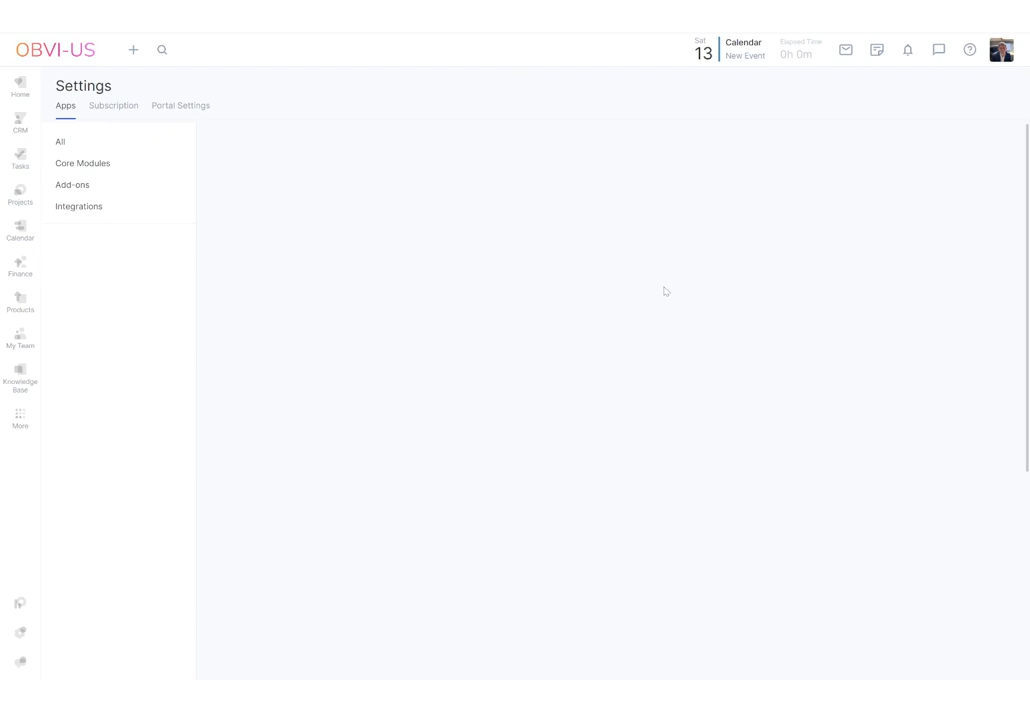 OBVI-US
Sat
13
Calendar
New Event
Elapsed Time
0h 0m
Settings
Apps
Subscription
Portal Settings
Home
CRM
Tasks
Projects
Calendar
Finance
Products
My Team
Knowledge
Base
More
All
Core Modules
Add-ons
Integrations